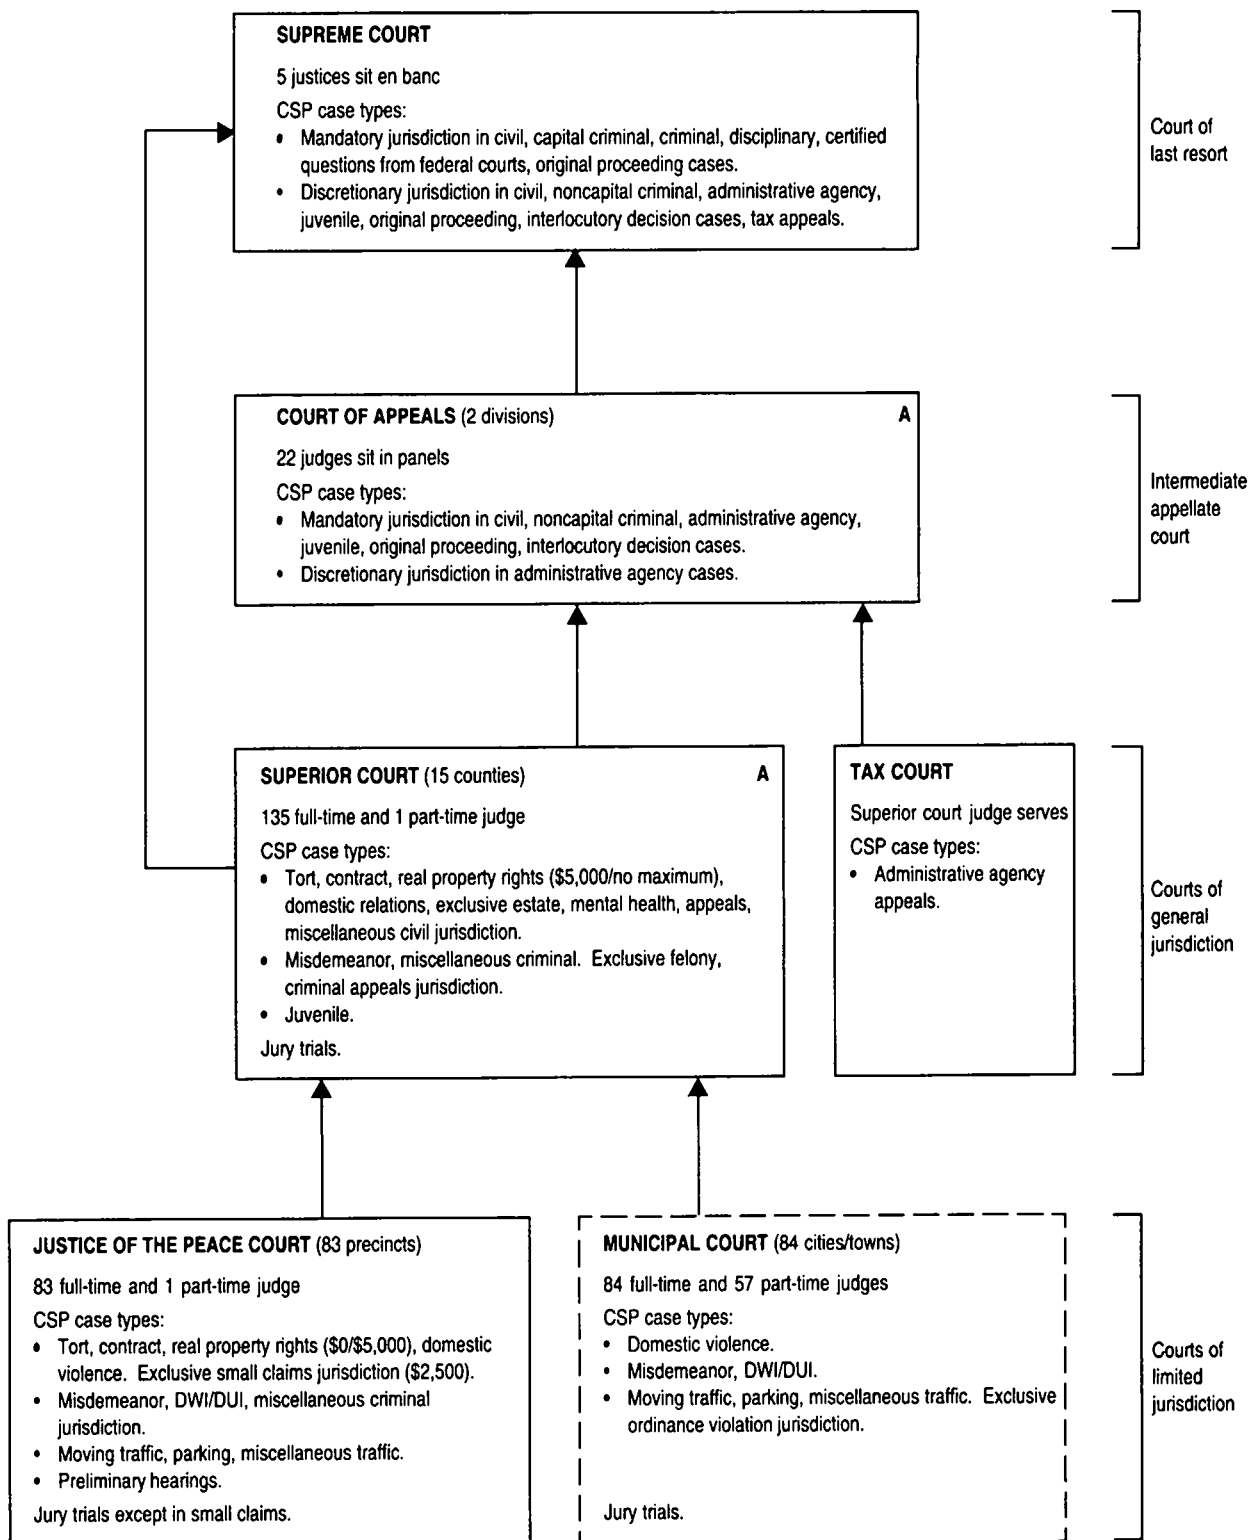 SUPREME COURT
5 justices sit en banc
CSP case types:
• Mandatory jurisdiction in civil, capital criminal, criminal, disciplinary, certified
questions from federal courts, original proceeding cases.
• Discretionary jurisdiction in civil, noncapital criminal, administrative agency,
juvenile, original proceeding, interlocutory decision cases, tax appeals.
Court of
last resort
COURT OF APPEALS (2 divisions) A
22 judges sit in panels
CSP case types:
• Mandatory jurisdiction in civil, noncapital criminal, administrative agency,
juvenile, original proceeding, interlocutory decision cases.
• Discretionary jurisdiction in administrative agency cases.
Intermediate
appellate
court
SUPERIOR COURT (15 counties) A
135 full-time and 1 part-time judge
CSP case types:
• Tort, contract, real property rights ($5,000/no maximum),
domestic relations, exclusive estate, mental health, appeals,
miscellaneous civil jurisdiction.
• Misdemeanor, miscellaneous criminal. Exclusive felony,
criminal appeals jurisdiction.
• Juvenile.
Jury trials.
TAX COURT
Superior court judge serves
CSP case types:
• Administrative agency
appeals.
Courts of
general
jurisdiction
JUSTICE OF THE PEACE COURT (83 precincts)
83 full-time and 1 part-time judge
CSP case types:
• Tort, contract, real property rights ($0/$5,000), domestic
violence. Exclusive small claims jurisdiction ($2,500).
• Misdemeanor, DWI/DUI, miscellaneous criminal
jurisdiction.
• Moving traffic, parking, miscellaneous traffic.
• Preliminary hearings.
Jury trials except in small claims.
MUNICIPAL COURT (84 cities/towns)
84 full-time and 57 part-time judges
CSP case types:
• Domestic violence.
• Misdemeanor, DWI/DUI.
• Moving traffic, parking, miscellaneous traffic. Exclusive
ordinance violation jurisdiction.
Jury trials.
Courts of
limited
jurisdiction